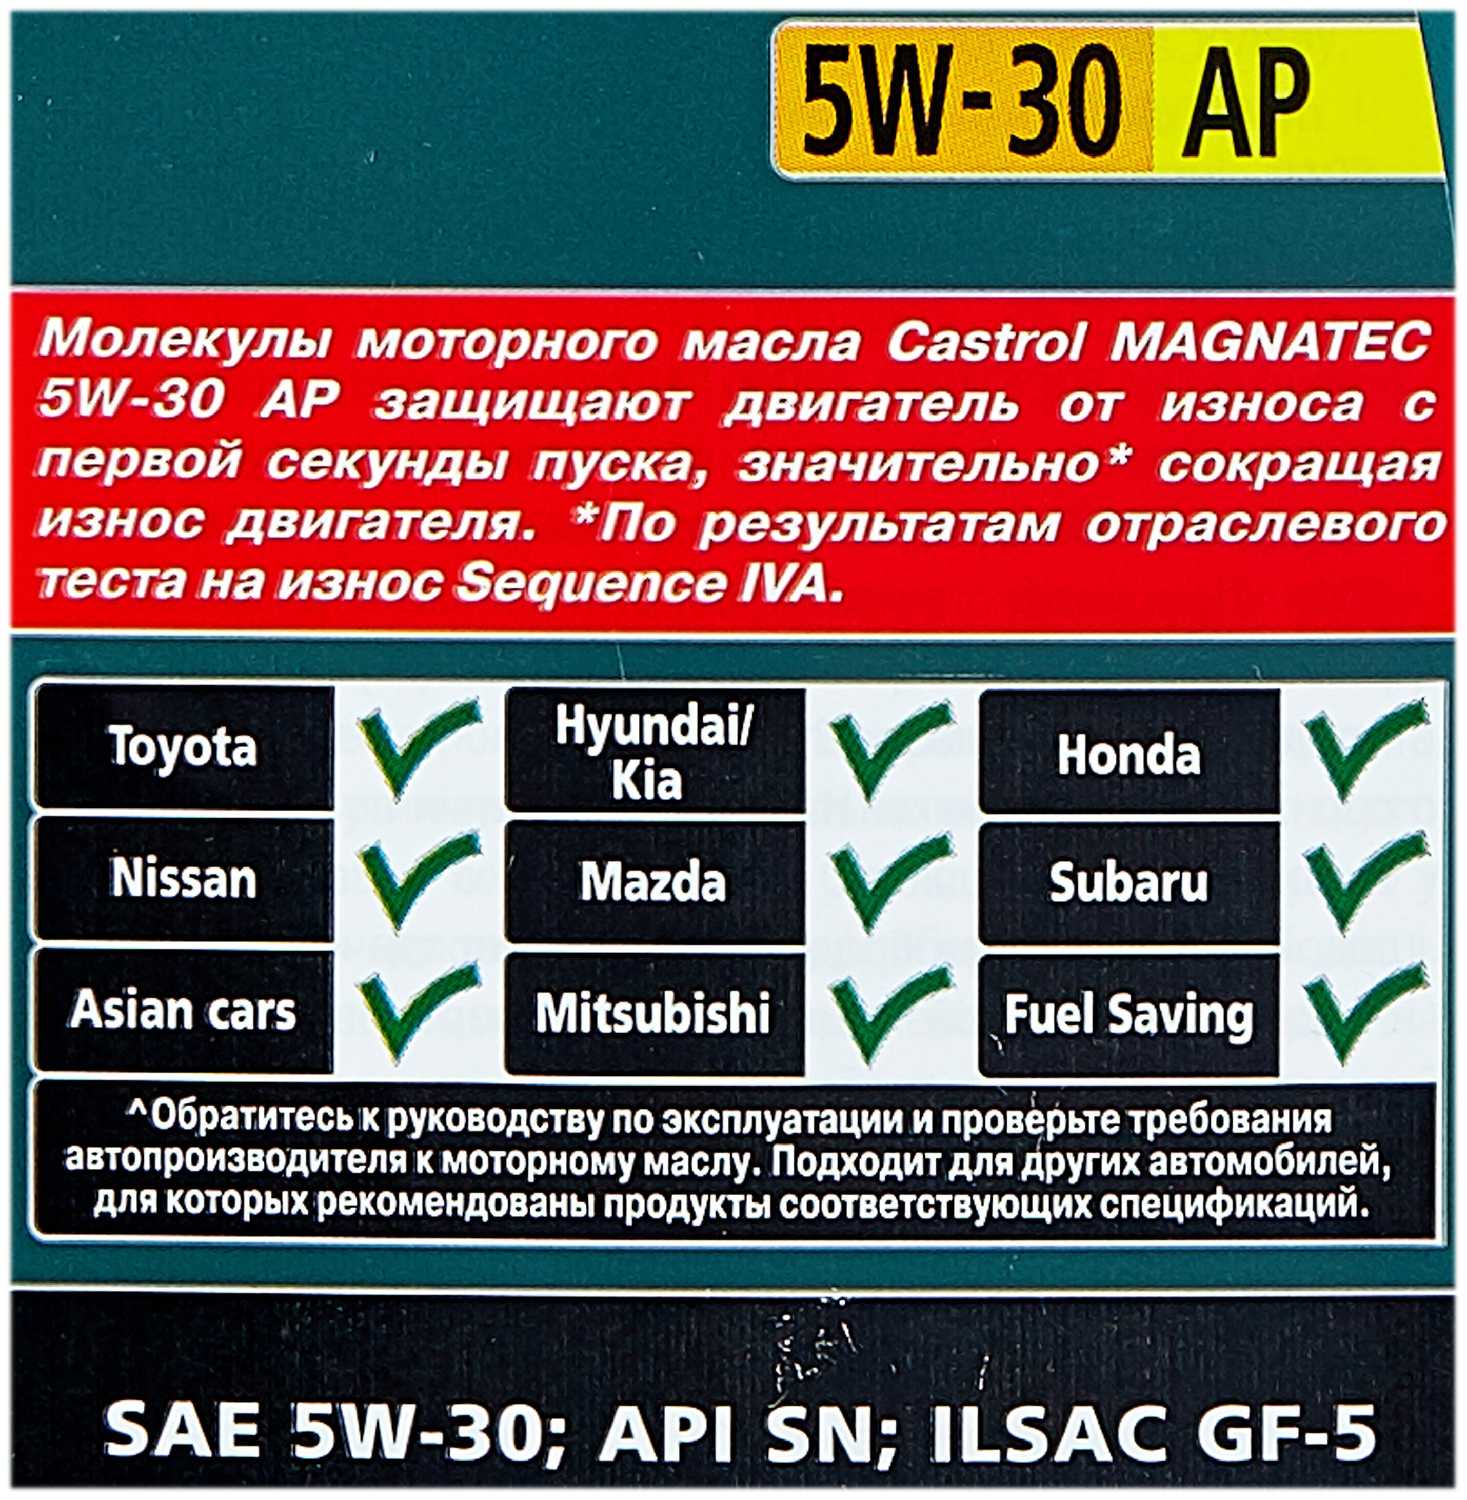 5W-30 AP
Молекулы моторного масла Castrol MAGNATEC
5W-30 AP защищают двигатель от износа с
первой секунды пуска, значительно* сокращая
износ двигателя. *По результатам отраслевого
теста на износ Sequence IVA.
Toyota Hyundai/ Honda
Kia
Nissan Mazda Subaru
Asian cars Mitsubishi Fuel Saving
^Обратитесь к руководству по эксплуатации и проверьте требования
автопроизводителя к моторному маслу. Подходит для других автомобилей,
для которых рекомендованы продукты соответствующих спецификаций.
SAE 5W-30; API SN; ILSAC GF-5